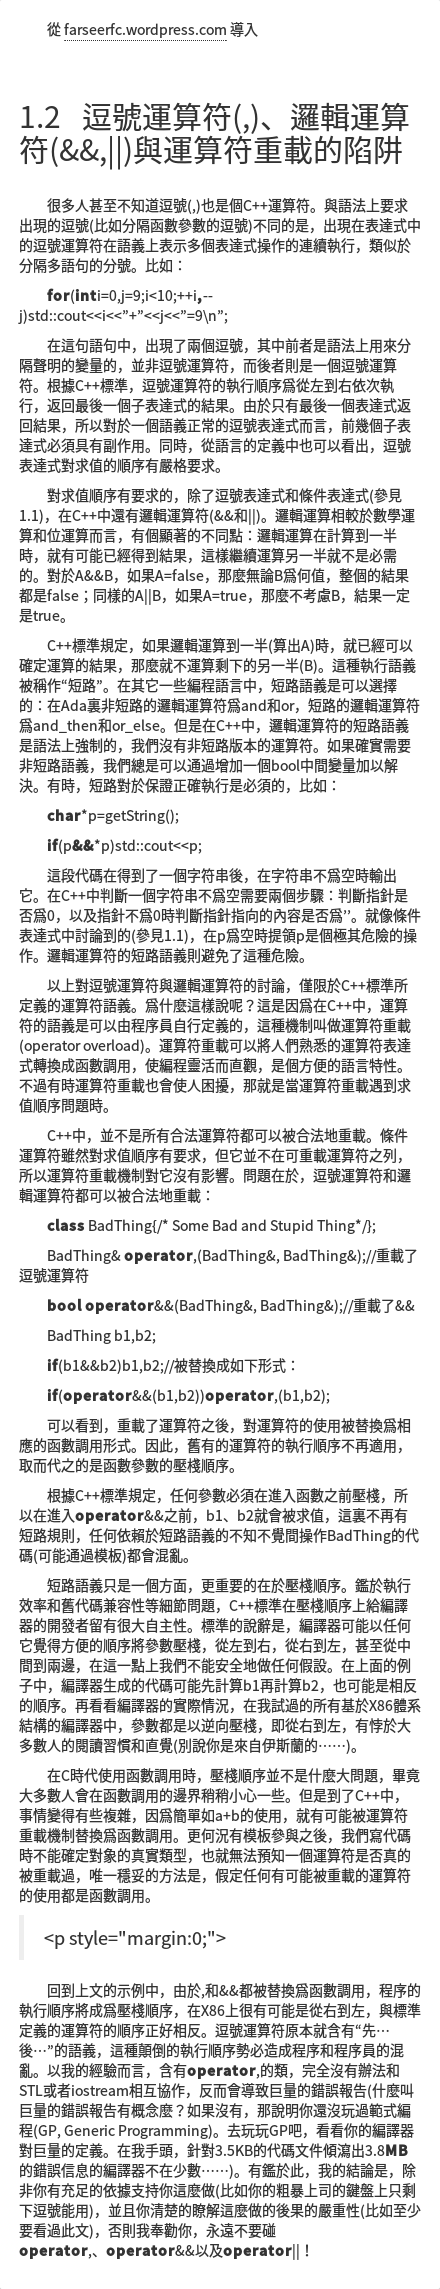 從 farseerfc.wordpress.com 導入
1.2 逗號運算符(,)、邏輯運算
符(&&,||)與運算符重載的陷阱
很多人甚至不知道逗號(,)也是個C++運算符。與語法上要求
出現的逗號(比如分隔函數參數的逗號)不同的是，出現在表達式中
的逗號運算符在語義上表示多個表達式操作的連續執行，類似於
分隔多語句的分號。比如：
for(inti=0,j=9;i<10;++i,--
j)std::cout<<i<<”+”<<j<<”=9\n”;
在這句語句中，出現了兩個逗號，其中前者是語法上用來分
隔聲明的變量的，並非逗號運算符，而後者則是一個逗號運算
符。根據C++標準，逗號運算符的執行順序爲從左到右依次執
行，返回最後一個子表達式的結果。由於只有最後一個表達式返
回結果，所以對於一個語義正常的逗號表達式而言，前幾個子表
達式必須具有副作用。同時，從語言的定義中也可以看出，逗號
表達式對求值的順序有嚴格要求。
對求值順序有要求的，除了逗號表達式和條件表達式(參見
1.1)，在C++中還有邏輯運算符(&&和||)。邏輯運算相較於數學運
算和位運算而言，有個顯著的不同點：邏輯運算在計算到一半
時，就有可能已經得到結果，這樣繼續運算另一半就不是必需
的。對於A&&B，如果A=false，那麼無論B爲何值，整個的結果
都是false；同樣的A||B，如果A=true，那麼不考慮B，結果一定
是true。
C++標準規定，如果邏輯運算到一半(算出A)時，就已經可以
確定運算的結果，那麼就不運算剩下的另一半(B)。這種執行語義
被稱作“短路”。在其它一些編程語言中，短路語義是可以選擇
的：在Ada裏非短路的邏輯運算符爲and和or，短路的邏輯運算符
爲and_then和or_else。但是在C++中，邏輯運算符的短路語義
是語法上強制的，我們沒有非短路版本的運算符。如果確實需要
非短路語義，我們總是可以通過增加一個bool中間變量加以解
決。有時，短路對於保證正確執行是必須的，比如：
char*p=getString();
if(p&&*p)std::cout<<p;
這段代碼在得到了一個字符串後，在字符串不爲空時輸出
它。在C++中判斷一個字符串不爲空需要兩個步驟：判斷指針是
否爲0，以及指針不爲0時判斷指針指向的內容是否爲’’。就像條件
表達式中討論到的(參見1.1)，在p爲空時提領p是個極其危險的操
作。邏輯運算符的短路語義則避免了這種危險。
以上對逗號運算符與邏輯運算符的討論，僅限於C++標準所
定義的運算符語義。爲什麼這樣說呢？這是因爲在C++中，運算
符的語義是可以由程序員自行定義的，這種機制叫做運算符重載
(operator overload)。運算符重載可以將人們熟悉的運算符表達
式轉換成函數調用，使編程靈活而直觀，是個方便的語言特性。
不過有時運算符重載也會使人困擾，那就是當運算符重載遇到求
值順序問題時。
C++中，並不是所有合法運算符都可以被合法地重載。條件
運算符雖然對求值順序有要求，但它並不在可重載運算符之列，
所以運算符重載機制對它沒有影響。問題在於，逗號運算符和邏
輯運算符都可以被合法地重載：
class BadThing{/* Some Bad and Stupid Thing*/};
BadThing& operator,(BadThing&, BadThing&);//重載了
逗號運算符
bool operator&&(BadThing&, BadThing&);//重載了&&
BadThing b1,b2;
if(b1&&b2)b1,b2;//被替換成如下形式：
if(operator&&(b1,b2))operator,(b1,b2);
可以看到，重載了運算符之後，對運算符的使用被替換爲相
應的函數調用形式。因此，舊有的運算符的執行順序不再適用，
取而代之的是函數參數的壓棧順序。
根據C++標準規定，任何參數必須在進入函數之前壓棧，所
以在進入operator&&之前，b1、b2就會被求值，這裏不再有
短路規則，任何依賴於短路語義的不知不覺間操作BadThing的代
碼(可能通過模板)都會混亂。
短路語義只是一個方面，更重要的在於壓棧順序。鑑於執行
效率和舊代碼兼容性等細節問題，C++標準在壓棧順序上給編譯
器的開發者留有很大自主性。標準的說辭是，編譯器可能以任何
它覺得方便的順序將參數壓棧，從左到右，從右到左，甚至從中
間到兩邊，在這一點上我們不能安全地做任何假設。在上面的例
子中，編譯器生成的代碼可能先計算b1再計算b2，也可能是相反
的順序。再看看編譯器的實際情況，在我試過的所有基於X86體系
結構的編譯器中，參數都是以逆向壓棧，即從右到左，有悖於大
多數人的閱讀習慣和直覺(別說你是來自伊斯蘭的……)。
在C時代使用函數調用時，壓棧順序並不是什麼大問題，畢竟
大多數人會在函數調用的邊界稍稍小心一些。但是到了C++中，
事情變得有些複雜，因爲簡單如a+b的使用，就有可能被運算符
重載機制替換爲函數調用。更何況有模板參與之後，我們寫代碼
時不能確定對象的真實類型，也就無法預知一個運算符是否真的
被重載過，唯一穩妥的方法是，假定任何有可能被重載的運算符
的使用都是函數調用。
<p style="margin:0;">
回到上文的示例中，由於,和&&都被替換爲函數調用，程序的
執行順序將成爲壓棧順序，在X86上很有可能是從右到左，與標準
定義的運算符的順序正好相反。逗號運算符原本就含有“先…
後…”的語義，這種顛倒的執行順序勢必造成程序和程序員的混
亂。以我的經驗而言，含有operator,的類，完全沒有辦法和
STL或者iostream相互協作，反而會導致巨量的錯誤報告(什麼叫
巨量的錯誤報告有概念麼？如果沒有，那說明你還沒玩過範式編
程(GP, Generic Programming)。去玩玩GP吧，看看你的編譯器
對巨量的定義。在我手頭，針對3.5KB的代碼文件傾瀉出3.8MB
的錯誤信息的編譯器不在少數……)。有鑑於此，我的結論是，除
非你有充足的依據支持你這麼做(比如你的粗暴上司的鍵盤上只剩
下逗號能用)，並且你清楚的瞭解這麼做的後果的嚴重性(比如至少
要看過此文)，否則我奉勸你，永遠不要碰
operator,、operator&&以及operator||！